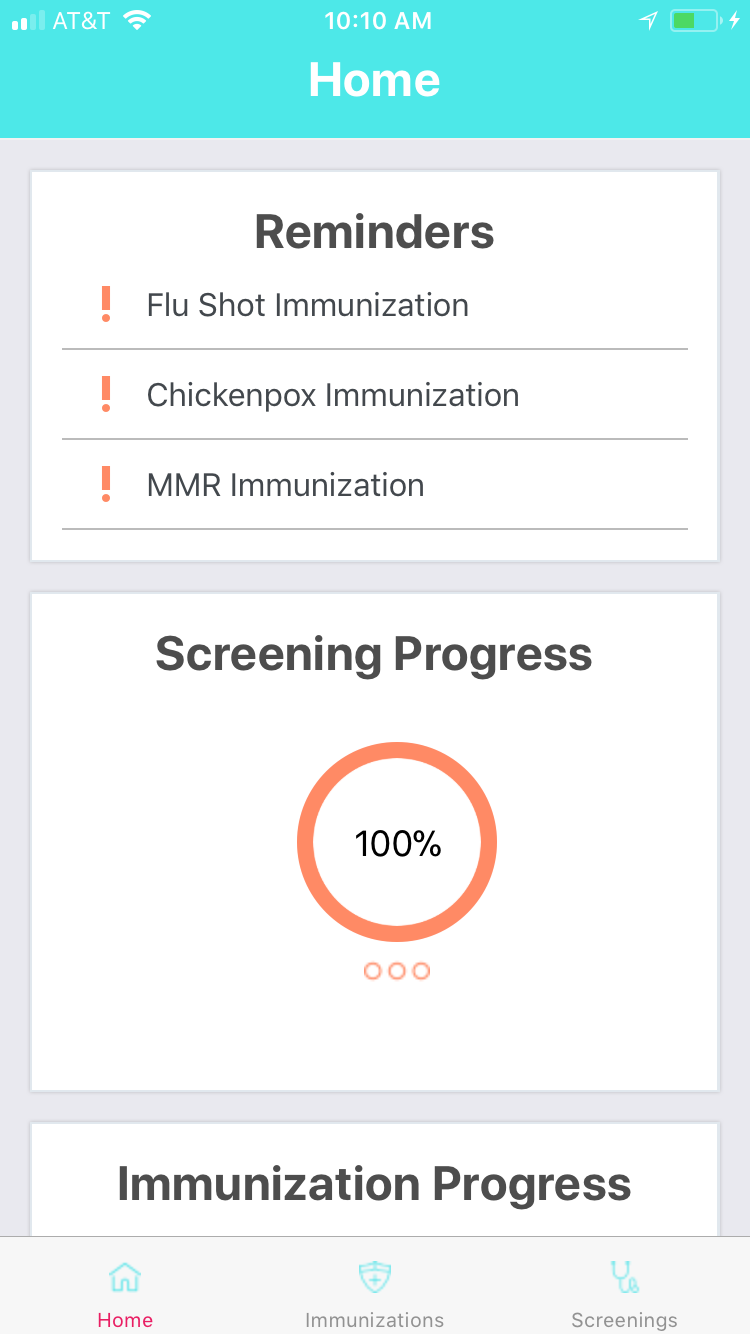 AT&T 10:10 AM
Home
Reminders
Flu Shot Immunization
Chickenpox Immunization
MMR Immunization
Screening Progress
100%
Immunization Progress
Home Immunizations Screenings